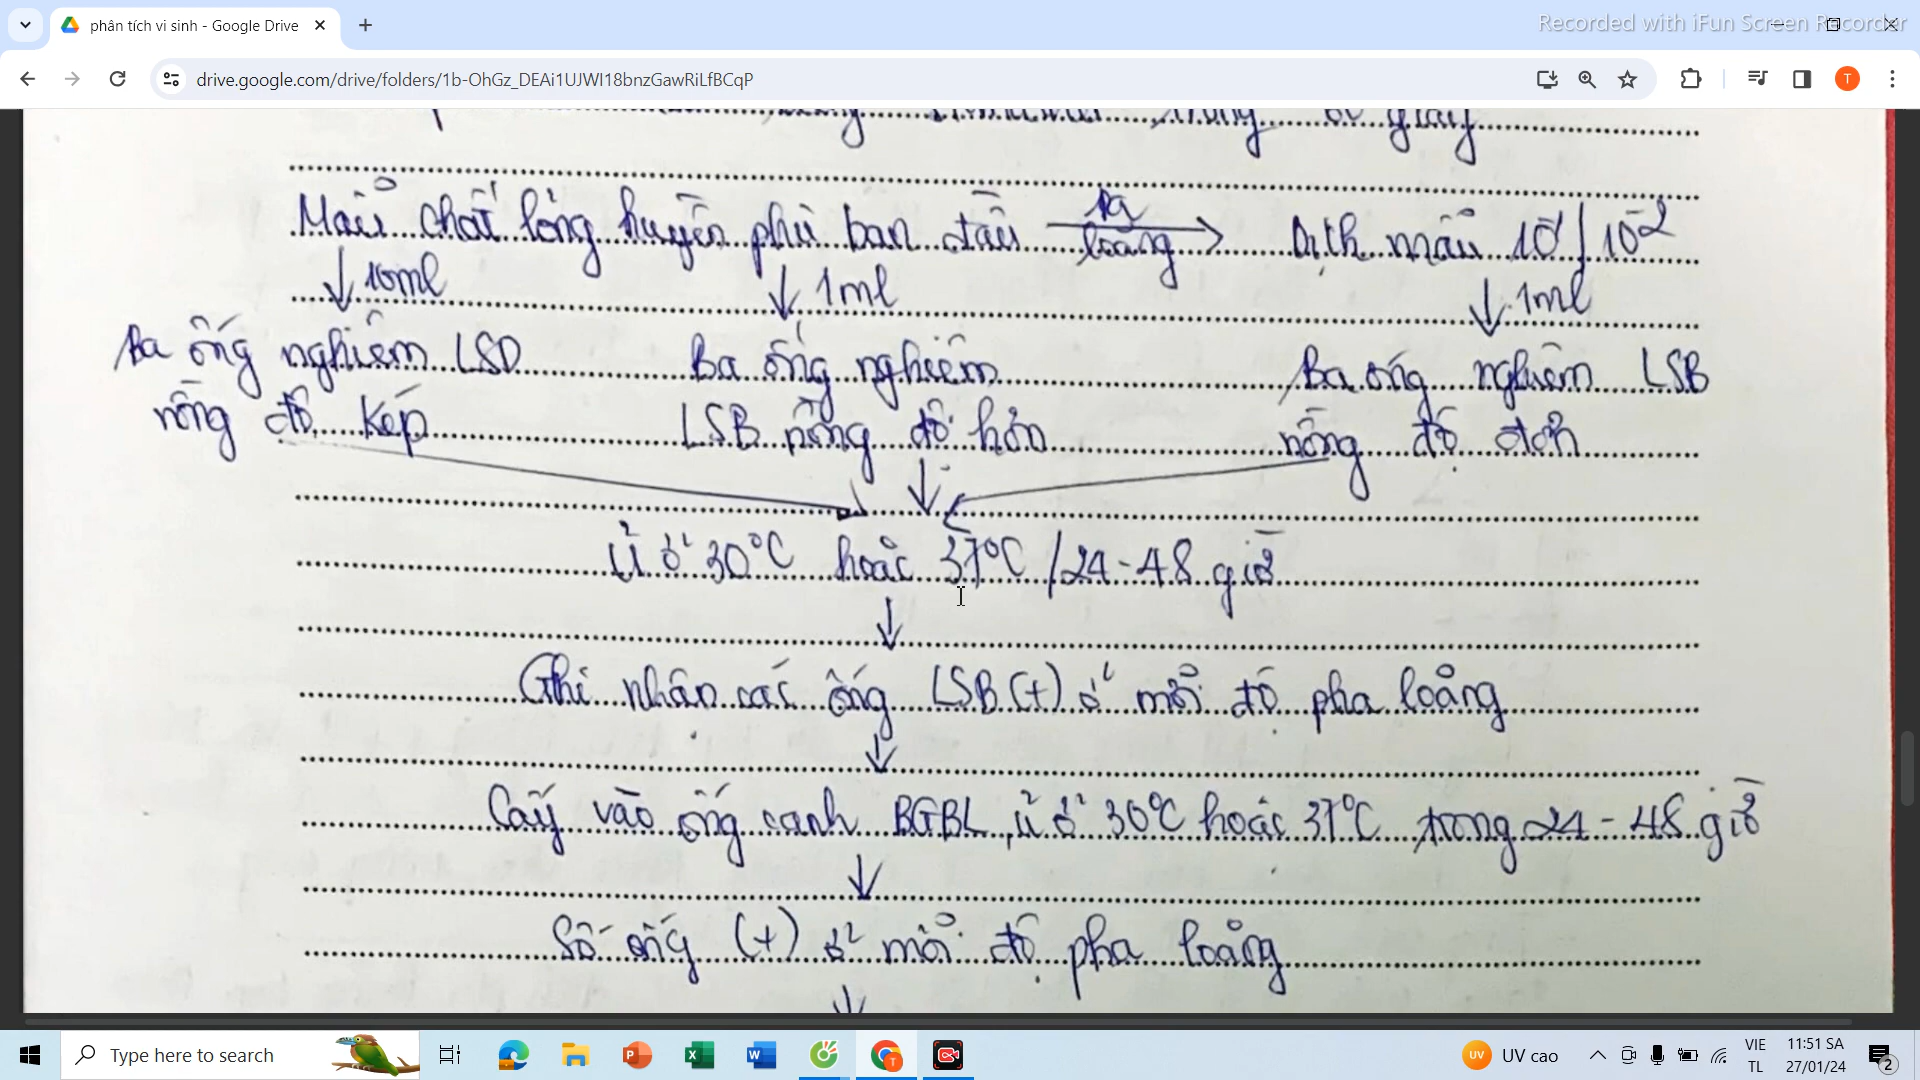 phân tích vi sinh - Google Drive
Recorded with iFun Screen Recorder
drive.google.com/drive/folders/1b-OhGz_DEAi1UJWI18bnzGawRiLfBCqP
T
giây
Mẫu chất lỏng huyền phù ban đầu pha loãng Dịch mẫu 10¹/10⁻²
10ml 1ml 1ml
Ba ống nghiệm LSD Ba ống nghiệm Ba ống nghiệm LSB
nồng độ kép LSB nồng độ hơn nồng độ đơn
Ủ ở 30°C hoặc 37°C /24-48 giờ
Ghi nhận các ống LSB (+) ở mỗi độ pha loãng
Cấy vào ống canh BGBL, ủ ở 30°C hoặc 37°C trong 24-48 giờ
Số ống (+) ở mỗi độ pha loãng
Type here to search
UV
UV cao
VIE
TL
11:51 SA
27/01/24
2